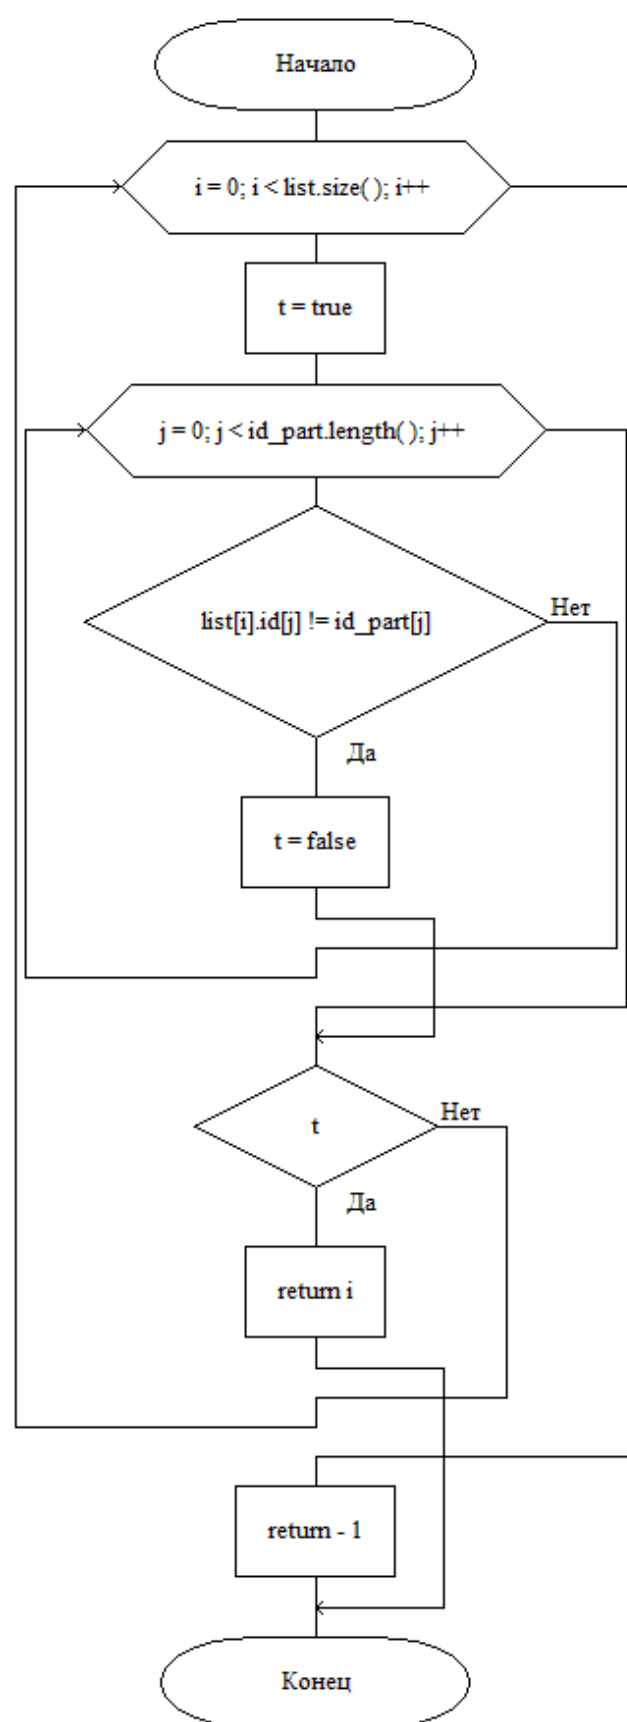 Начало
i = 0; i < list.size( ); i++
t = true
j = 0; j < id_part.length( ); j++
list[i].id[j] != id_part[j]
Нет
Да
t = false
t
Нет
Да
return i
return - 1
Конец